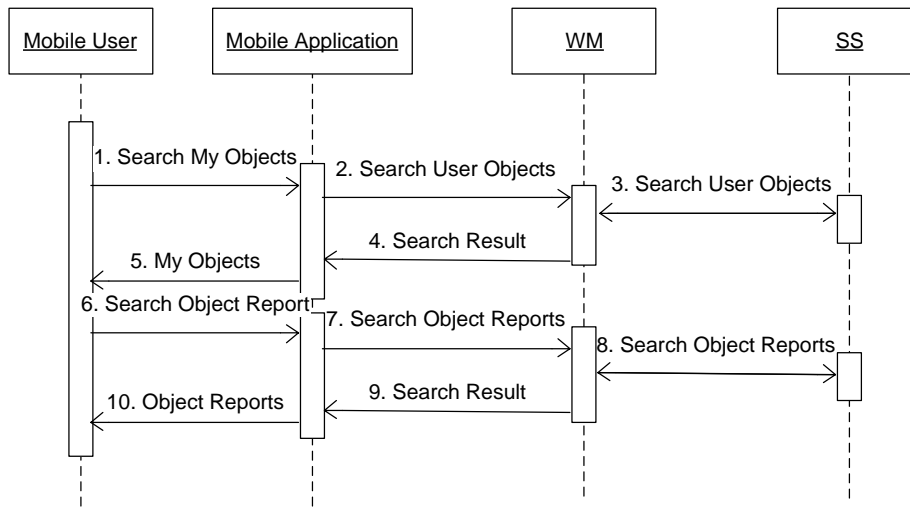 Mobile User
Mobile Application
WM
SS
1. Search My Objects
2. Search User Objects
3. Search User Objects
4. Search Result
5. My Objects
6. Search Object Report
7. Search Object Reports
8. Search Object Reports
9. Search Result
10. Object Reports